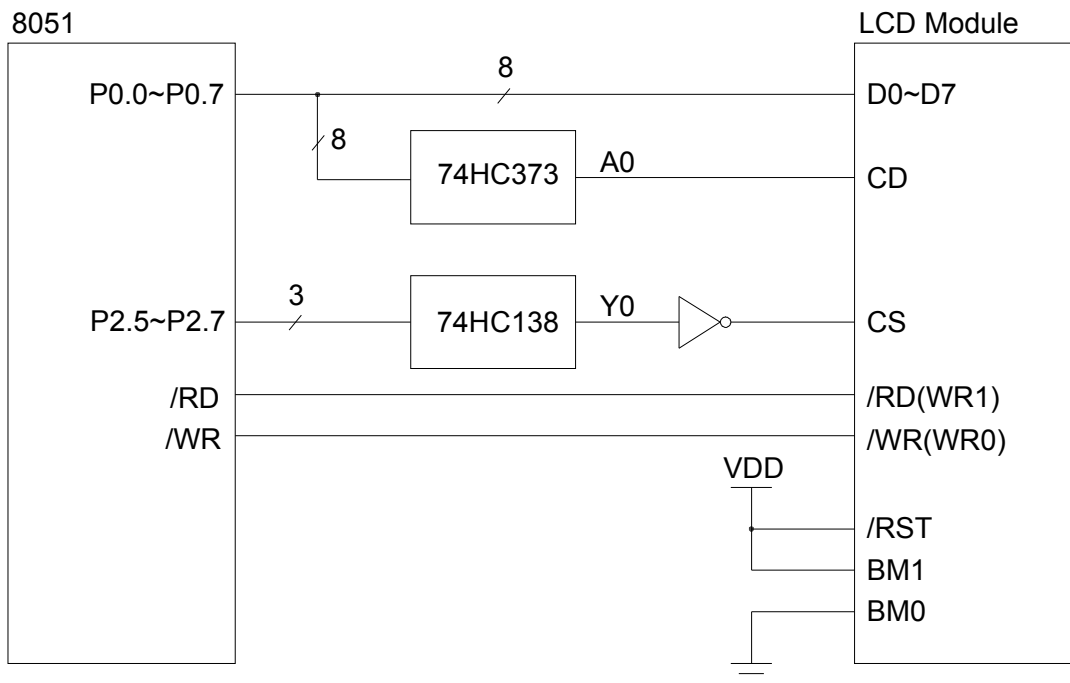 8051
LCD Module
P0.0~P0.7
8
D0~D7
8
74HC373
A0
CD
P2.5~P2.7
3
74HC138
Y0
CS
/RD
/RD(WR1)
/WR
/WR(WR0)
VDD
/RST
BM1
BM0